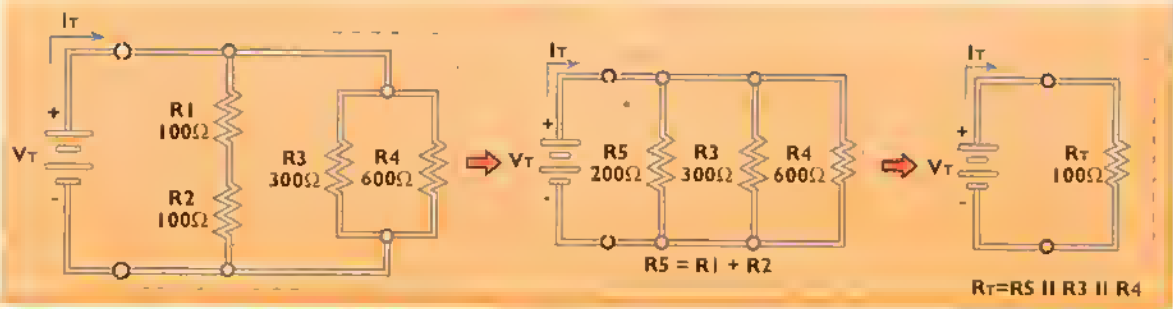 IT
+
VT
-
R1
100Ω
R2
100Ω
R3
300Ω
R4
600Ω
IT
+
VT
-
R5
200Ω
R3
300Ω
R4
600Ω
R5 = R1 + R2
IT
+
VT
-
RT
100Ω
RT=R5 II R3 II R4